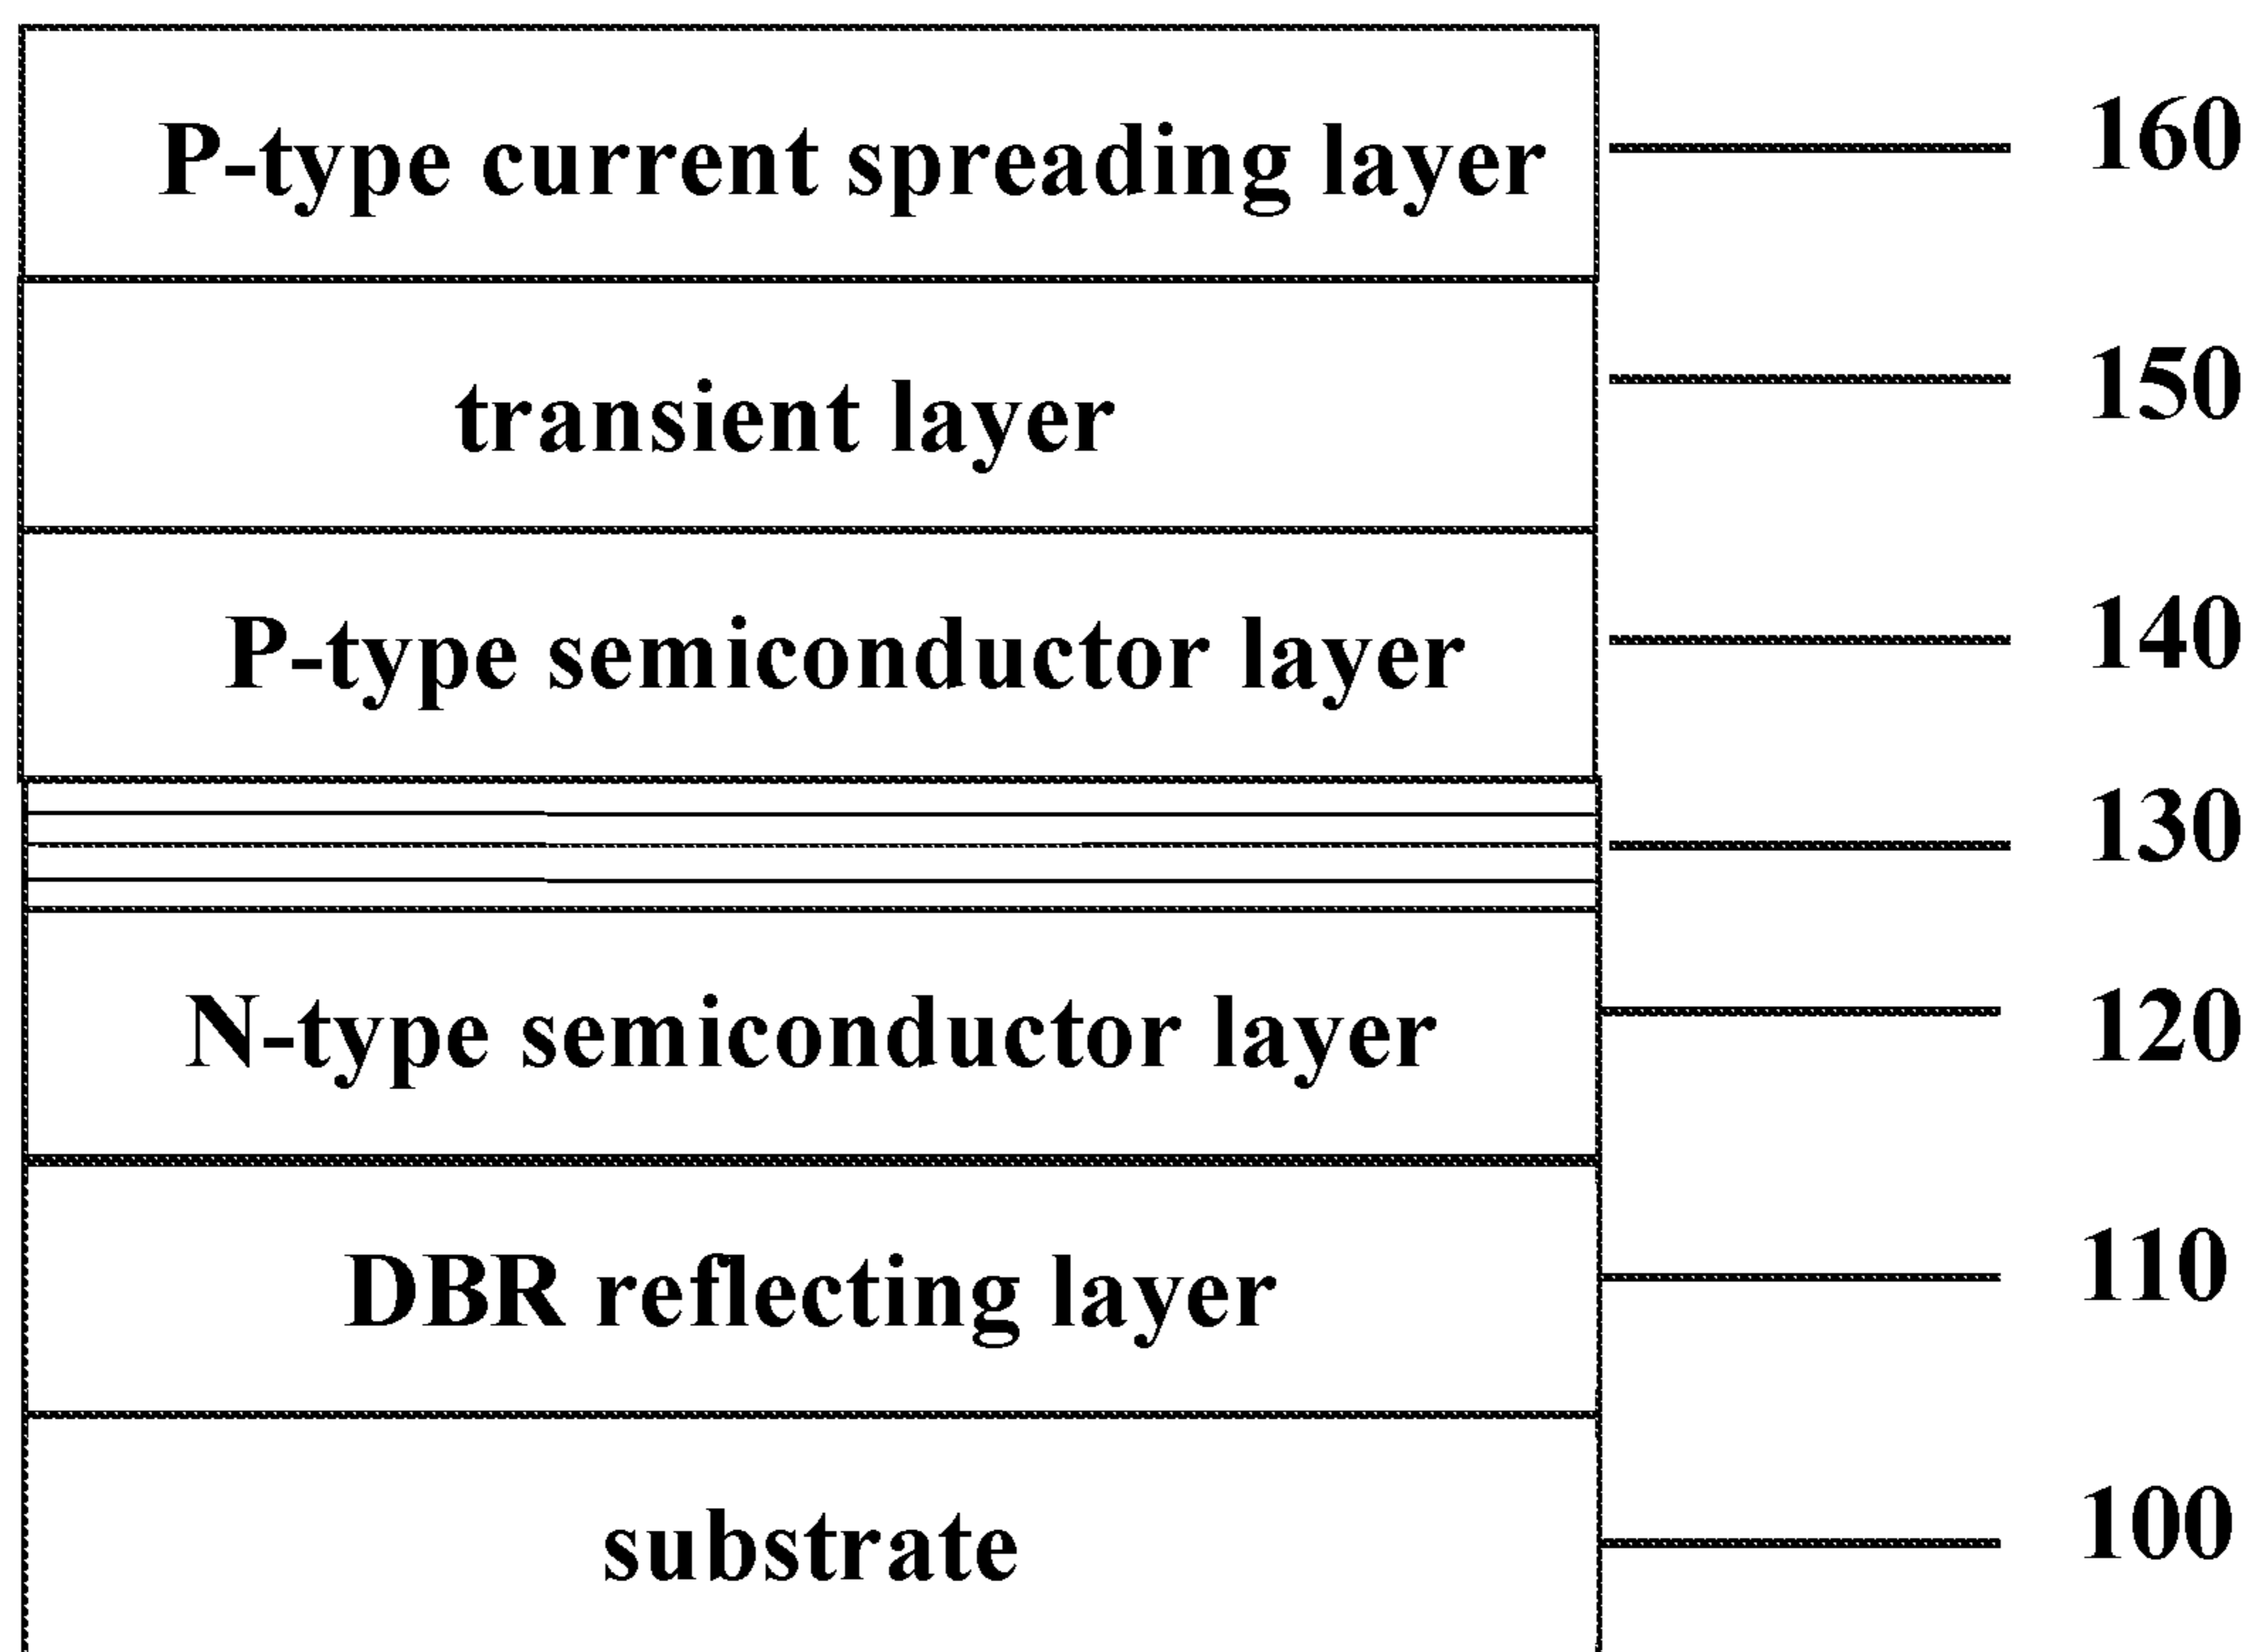 P-type current spreading layer 160
transient layer 150
P-type semiconductor layer 140
130
N-type semiconductor layer 120
DBR reflecting layer 110
substrate 100